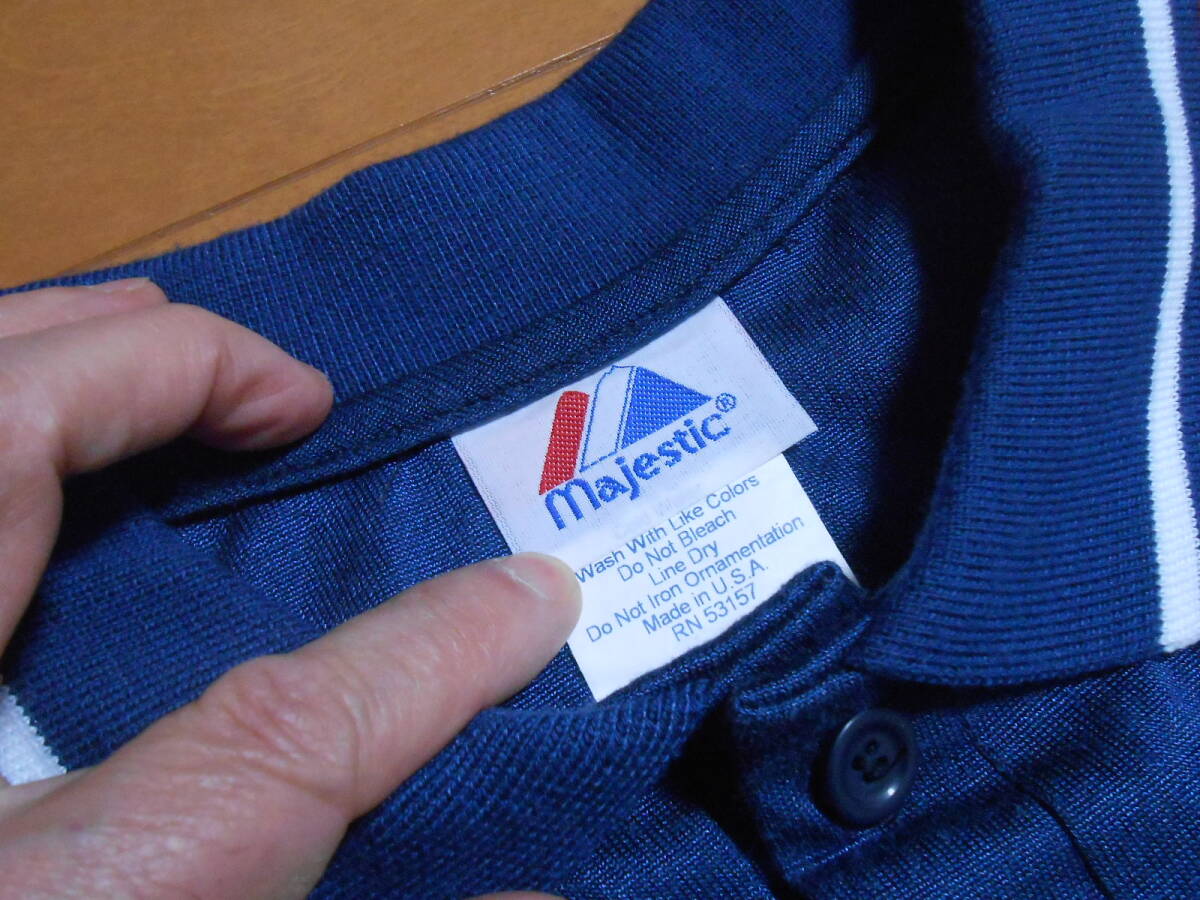 Majestic®
Wash With Like Colors
Do Not Bleach
Line Dry
Do Not Iron Ornamentation
Made in U.S.A.
RN 53157